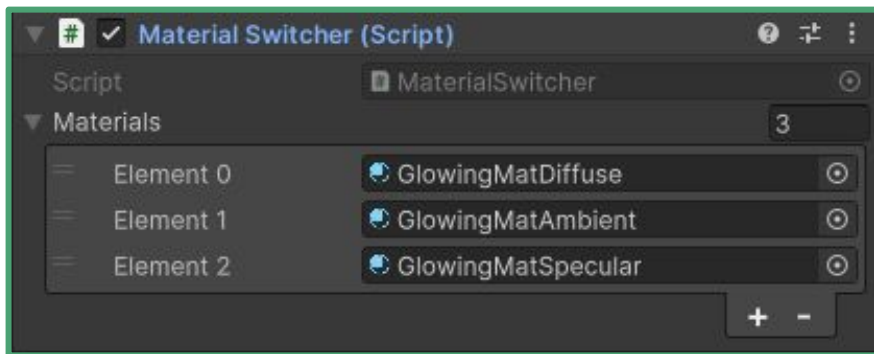 Material Switcher (Script)
Script MaterialSwitcher
Materials 3
Element 0 GlowingMatDiffuse
Element 1 GlowingMatAmbient
Element 2 GlowingMatSpecular
+ -